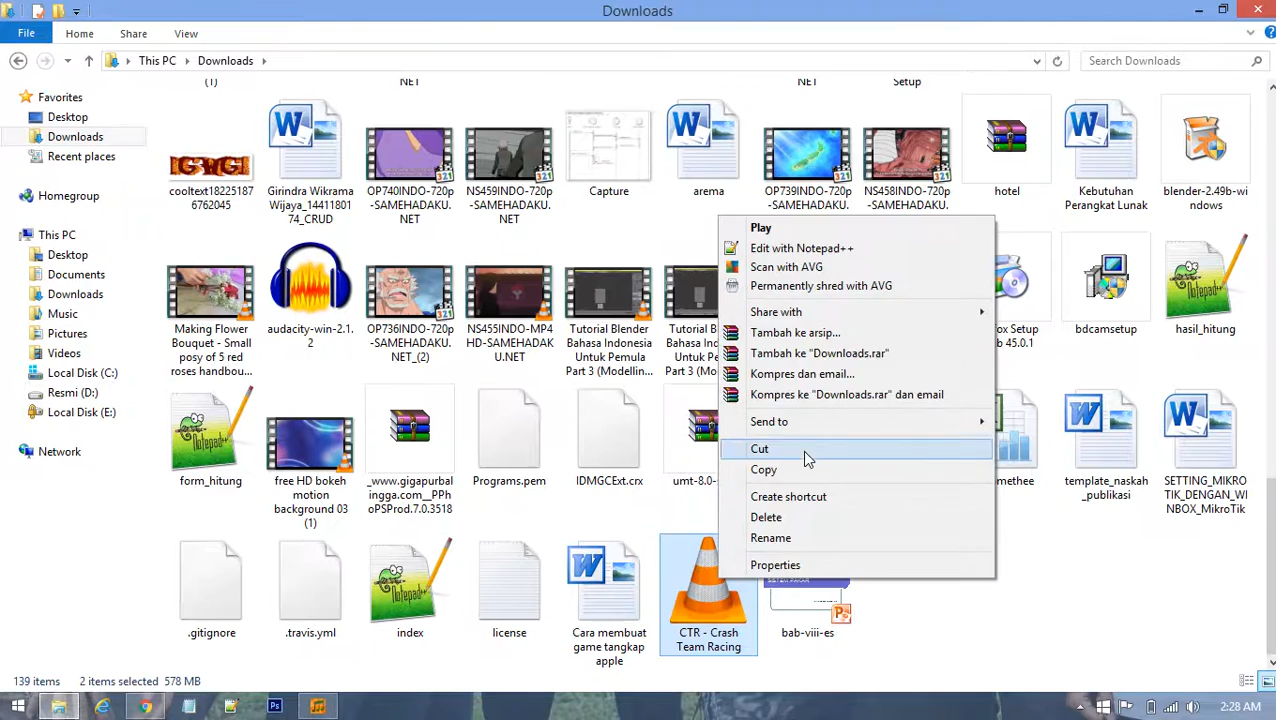 Downloads
File
Home
Share
View
This PC
Downloads
Search Downloads
(1)
NET
NET
Setup
Favorites
Desktop
Downloads
Recent places
Homegroup
This PC
Desktop
Documents
Downloads
Music
Pictures
Videos
Local Disk (C:)
Resmi (D:)
Local Disk (E:)
Network
cooltext18225187
6762045
Girindra Wikrama
Wijaya_14411801
74_CRUD
OP740INDO-720p
-SAMEHADAKU.
NET
NS459INDO-720p
-SAMEHADAKU.
NET
Capture
arema
OP739INDO-720p
-SAMEHADAKU.
NET
NS458INDO-720p
-SAMEHADAKU.
hotel
Kebutuhan
Perangkat Lunak
blender-2.49b-wi
ndows
Making Flower
Bouquet - Small
posy of 5 red
roses handbou...
audacity-win-2.1.
2
OP736INDO-720p
-SAMEHADAKU.
NET_(2)
NS455INDO-MP4
HD-SAMEHADAK
U.NET
Tutorial Blender
Bahasa Indonesia
Untuk Pemula
Part 3 (Modellin...
Tutorial B
Bahasa Ind
Untuk Pe
Part 3 (Mo
ox Setup
45.0.1
bdcamsetup
hasil_hitung
form_hitung
free HD bokeh
motion
background 03
(1)
_www.gigapurbal
ingga.com__PPh
oPSProd.7.0.3518
Programs.pem
IDMGCExt.crx
umt-8.0-
methee
template_naskah
_publikasi
SETTING_MIKRO
TIK_DENGAN_WI
NBOX_MikroTik
.gitignore
.travis.yml
index
license
Cara membuat
game tangkap
apple
CTR - Crash
Team Racing
bab-viii-es
Play
Edit with Notepad++
Scan with AVG
Permanently shred with AVG
Share with
Tambah ke arsip...
Tambah ke "Downloads.rar"
Kompres dan email...
Kompres ke "Downloads.rar" dan email
Send to
Cut
Copy
Create shortcut
Delete
Rename
Properties
139 items
2 items selected 578 MB
2:28 AM